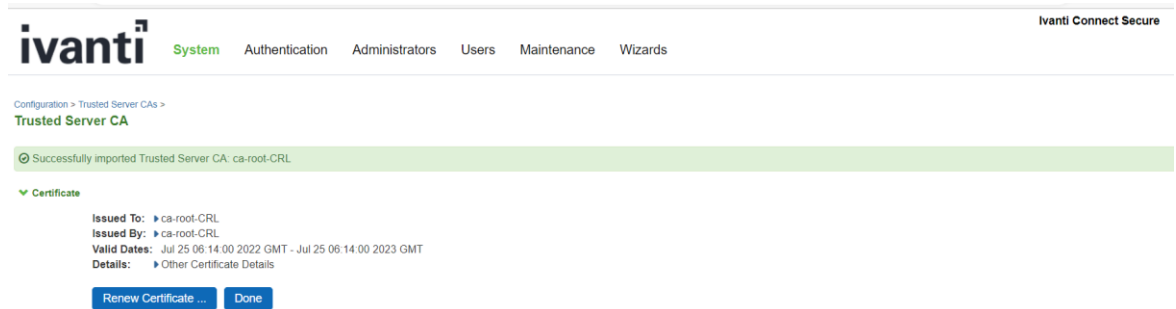 Ivanti Connect Secure
ivanti System Authentication Administrators Users Maintenance Wizards
Configuration > Trusted Server CAs >
Trusted Server CA
Successfully imported Trusted Server CA: ca-root-CRL
Certificate
Issued To: ca-root-CRL
Issued By: ca-root-CRL
Valid Dates: Jul 25 06:14:00 2022 GMT - Jul 25 06:14:00 2023 GMT
Details: Other Certificate Details
Renew Certificate ... Done